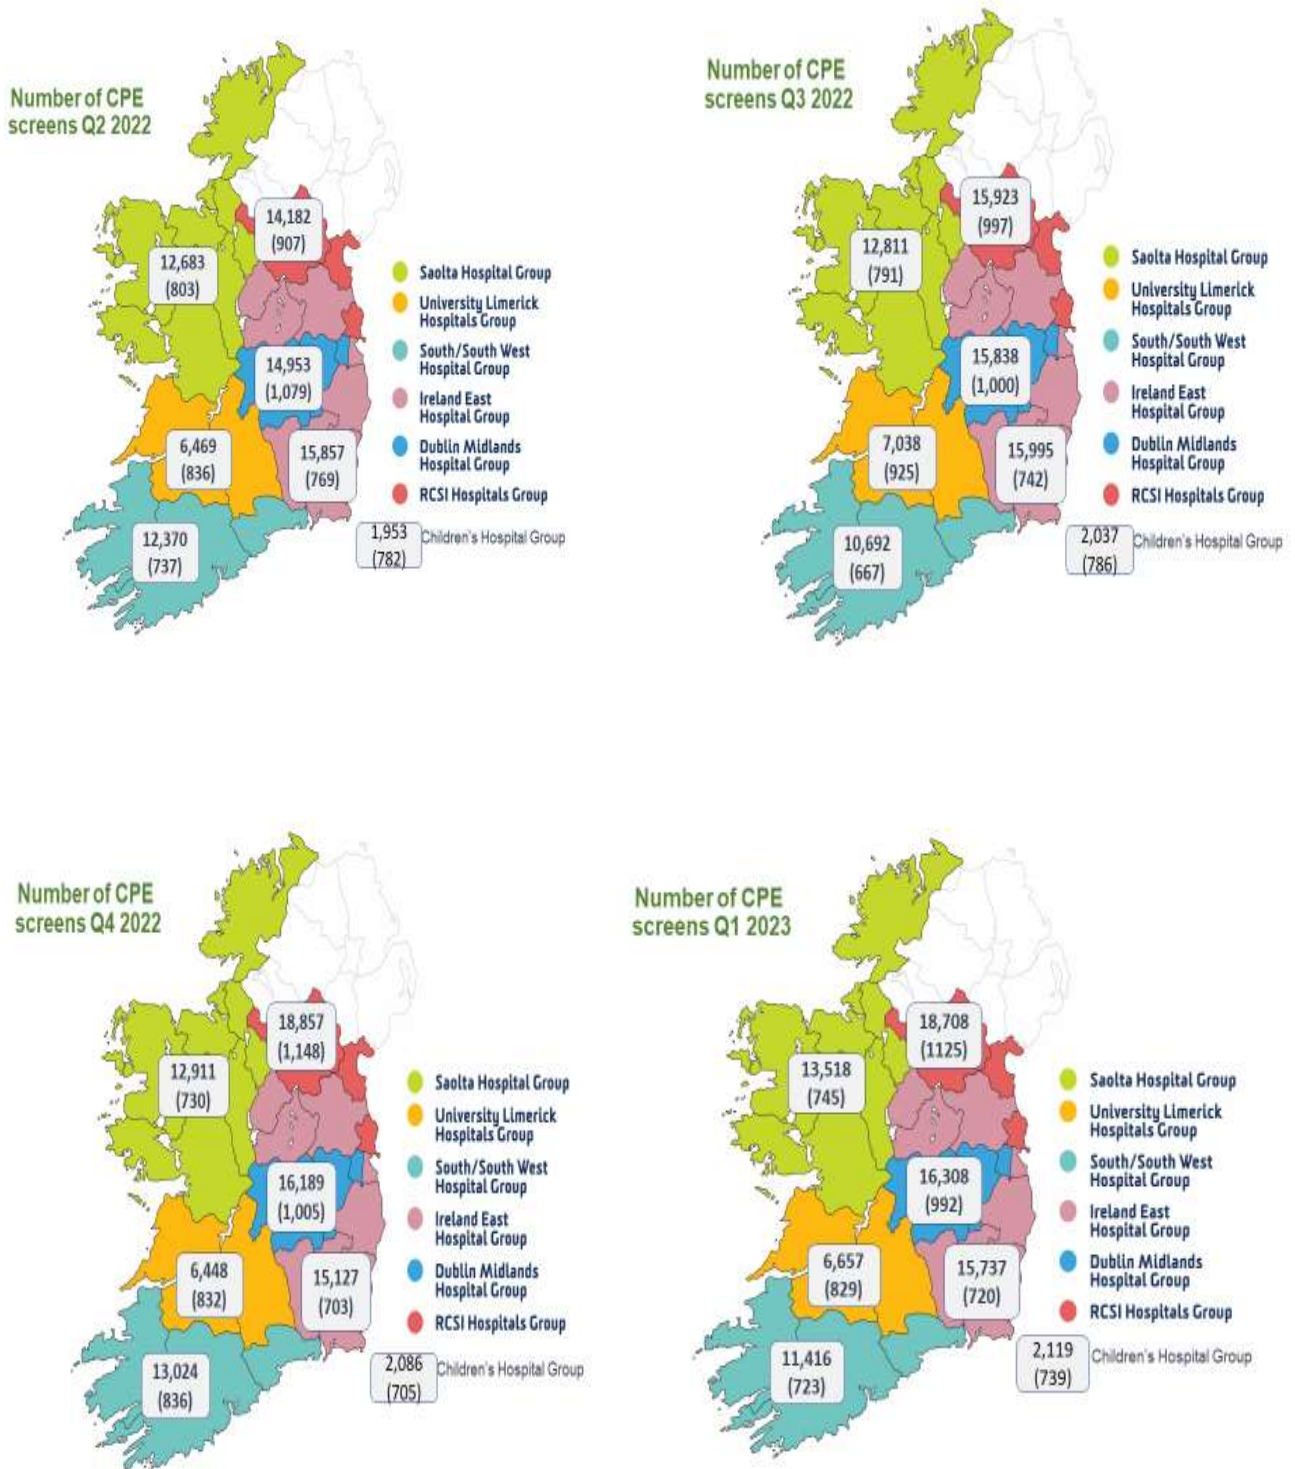 Number of CPE
screens Q2 2022
14,182
(907)
12,683
(803)
14,953
(1,079)
6,469
(836)
15,857
(769)
12,370
(737)
1,953
(782)
Saolta Hospital Group
University Limerick
Hospitals Group
South/South West
Hospital Group
Ireland East
Hospital Group
Dublin Midlands
Hospital Group
RCSI Hospitals Group
Children's Hospital Group
Number of CPE
screens Q3 2022
15,923
(997)
12,811
(791)
15,838
(1,000)
7,038
(925)
15,995
(742)
10,692
(667)
2,037
(786)
Saolta Hospital Group
University Limerick
Hospitals Group
South/South West
Hospital Group
Ireland East
Hospital Group
Dublin Midlands
Hospital Group
RCSI Hospitals Group
Children's Hospital Group
Number of CPE
screens Q4 2022
18,857
(1,148)
12,911
(730)
16,189
(1,005)
6,448
(832)
15,127
(703)
13,024
(836)
2,086
(705)
Saolta Hospital Group
University Limerick
Hospitals Group
South/South West
Hospital Group
Ireland East
Hospital Group
Dublin Midlands
Hospital Group
RCSI Hospitals Group
Children's Hospital Group
Number of CPE
screens Q1 2023
18,708
(1125)
13,518
(745)
16,308
(992)
6,657
(829)
15,737
(720)
11,416
(723)
2,119
(739)
Saolta Hospital Group
University Limerick
Hospitals Group
South/South West
Hospital Group
Ireland East
Hospital Group
Dublin Midlands
Hospital Group
RCSI Hospitals Group
Children's Hospital Group